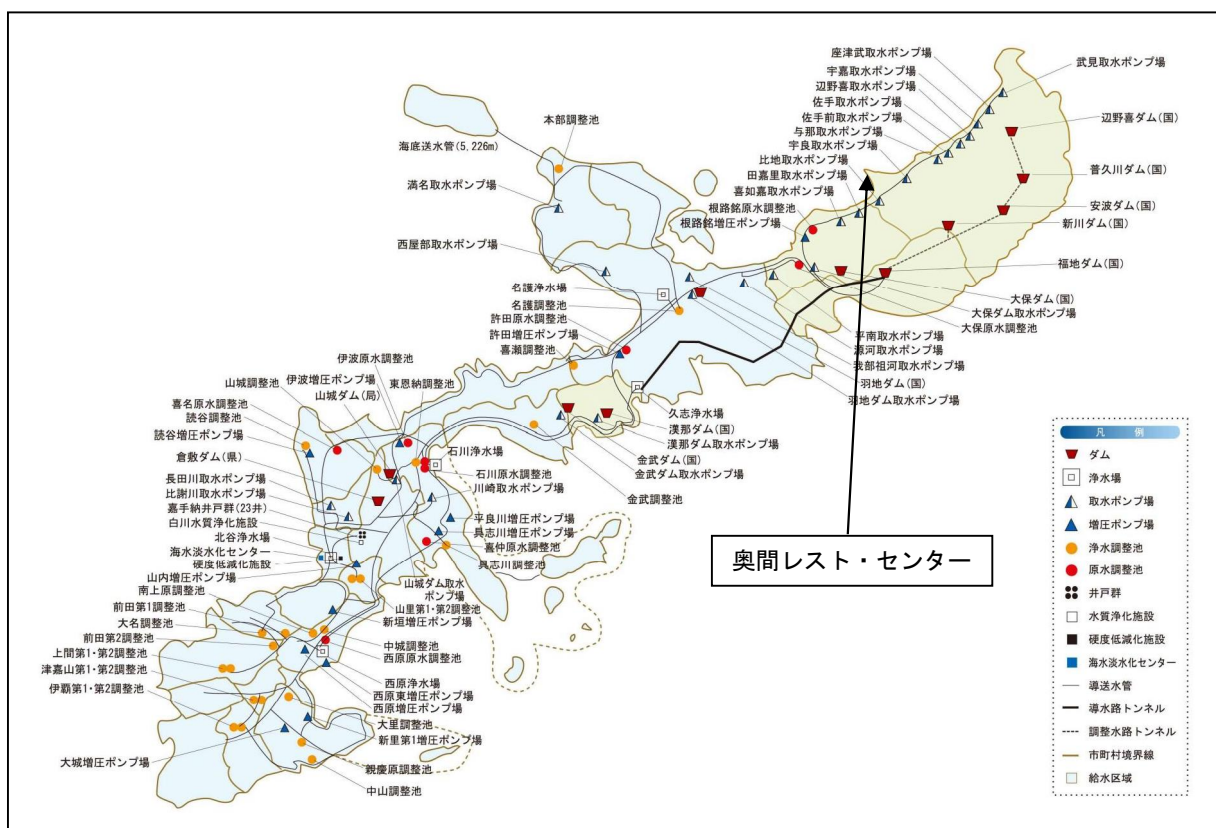 座津武取水ポンプ場
宇嘉取水ポンプ場
辺野喜取水ポンプ場
佐手取水ポンプ場
佐手前取水ポンプ場
与那取水ポンプ場
宇良取水ポンプ場
比地取水ポンプ場
田嘉里取水ポンプ場
喜如嘉取水ポンプ場
根路銘原水調整池
根路銘増圧ポンプ場
武見取水ポンプ場
辺野喜ダム(国)
普久川ダム(国)
安波ダム(国)
新川ダム(国)
福地ダム(国)
大保ダム(国)
大保ダム取水ポンプ場
大保原水調整池
平南取水ポンプ場
源河取水ポンプ場
我部祖河取水ポンプ場
羽地ダム(国)
羽地ダム取水ポンプ場
本部調整池
海底送水管(5,226m)
満名取水ポンプ場
西屋部取水ポンプ場
名護浄水場
名護調整池
許田原水調整池
許田増圧ポンプ場
喜瀬調整池
久志浄水場
漢那ダム(国)
漢那ダム取水ポンプ場
金武ダム(国)
金武ダム取水ポンプ場
金武調整池
伊波原水調整池
伊波増圧ポンプ場
東恩納調整池
山城調整池
山城ダム(局)
喜名原水調整池
読谷調整池
読谷増圧ポンプ場
倉敷ダム(県)
長田川取水ポンプ場
比謝川取水ポンプ場
嘉手納井戸群(23井)
白川水質浄化施設
北谷浄水場
海水淡水化センター
硬度低減化施設
山内増圧ポンプ場
南上原調整池
前田第1調整池
大名調整池
前田第2調整池
上間第1・第2調整池
津嘉山第1・第2調整池
伊覇第1・第2調整池
大城増圧ポンプ場
石川浄水場
石川原水調整池
川崎取水ポンプ場
平良川増圧ポンプ場
具志川増圧ポンプ場
喜仲原水調整池
具志川調整池
山城ダム取水
ポンプ場
山里第1・第2調整池
新垣増圧ポンプ場
中城調整池
西原原水調整池
西原浄水場
西原東増圧ポンプ場
西原増圧ポンプ場
大里調整池
新里第1増圧ポンプ場
親慶原調整池
中山調整池
奥間レスト・センター
凡 例
ダム
浄水場
取水ポンプ場
増圧ポンプ場
浄水調整池
原水調整池
井戸群
水質浄化施設
硬度低減化施設
海水淡水化センター
導送水管
導水路トンネル
調整水路トンネル
市町村境界線
給水区域